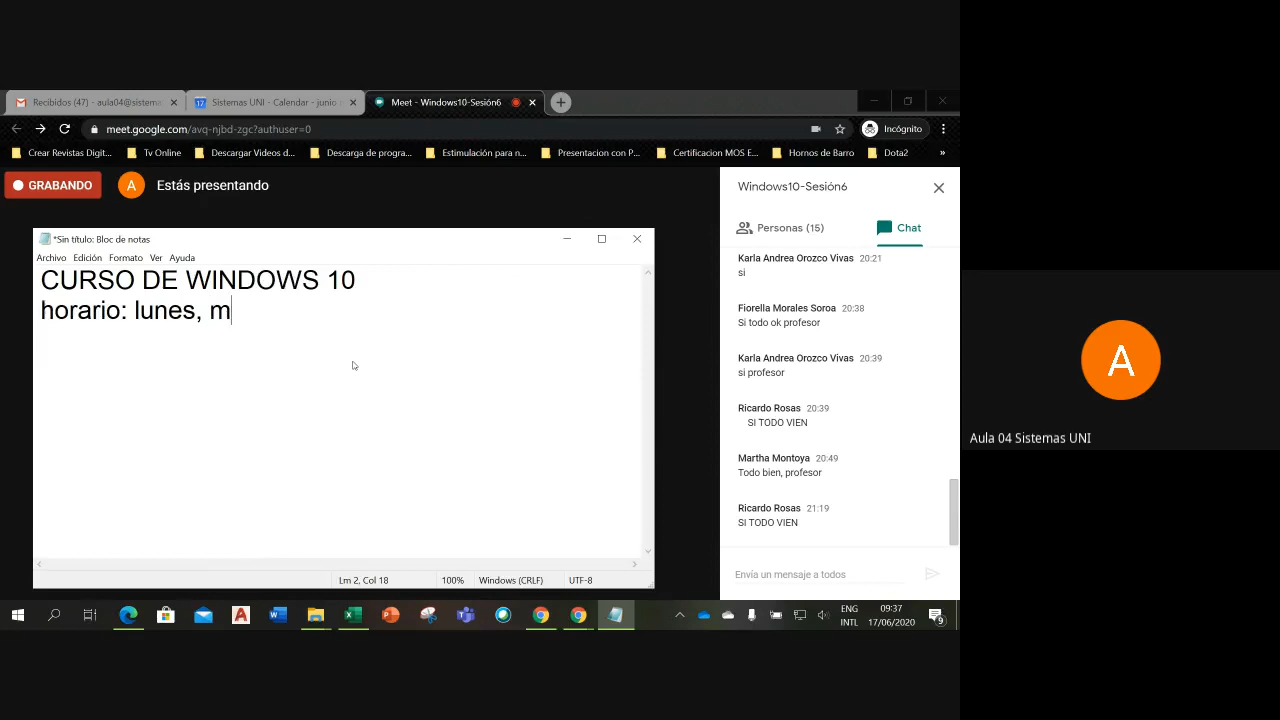 Recibidos (47) - aula04@sistema
Sistemas UNI - Calendar - junio
Meet - Windows10-Sesión6
meet.google.com/avq-njbd-zgc?authuser=0
Incógnito
Crear Revistas Digit...
Tv Online
Descargar Videos d...
Descarga de progra...
Estimulación para n...
Presentacion con P...
Certificacion MOS E...
Hornos de Barro
Dota2
»
GRABANDO
A
Estás presentando
*Sin título: Bloc de notas
Archivo Edición Formato Ver Ayuda
CURSO DE WINDOWS 10
horario: lunes, m
Lm 2, Col 18
100%
Windows (CRLF)
UTF-8
Windows10-Sesión6
Personas (15)
Chat
Karla Andrea Orozco Vivas 20:21
si
Fiorella Morales Soroa 20:38
Si todo ok profesor
Karla Andrea Orozco Vivas 20:39
si profesor
Ricardo Rosas 20:39
SI TODO VIEN
Martha Montoya 20:49
Todo bien, profesor
Ricardo Rosas 21:19
SI TODO VIEN
Envía un mensaje a todos
ENG
INTL
09:37
17/06/2020
9
A
Aula 04 Sistemas UNI